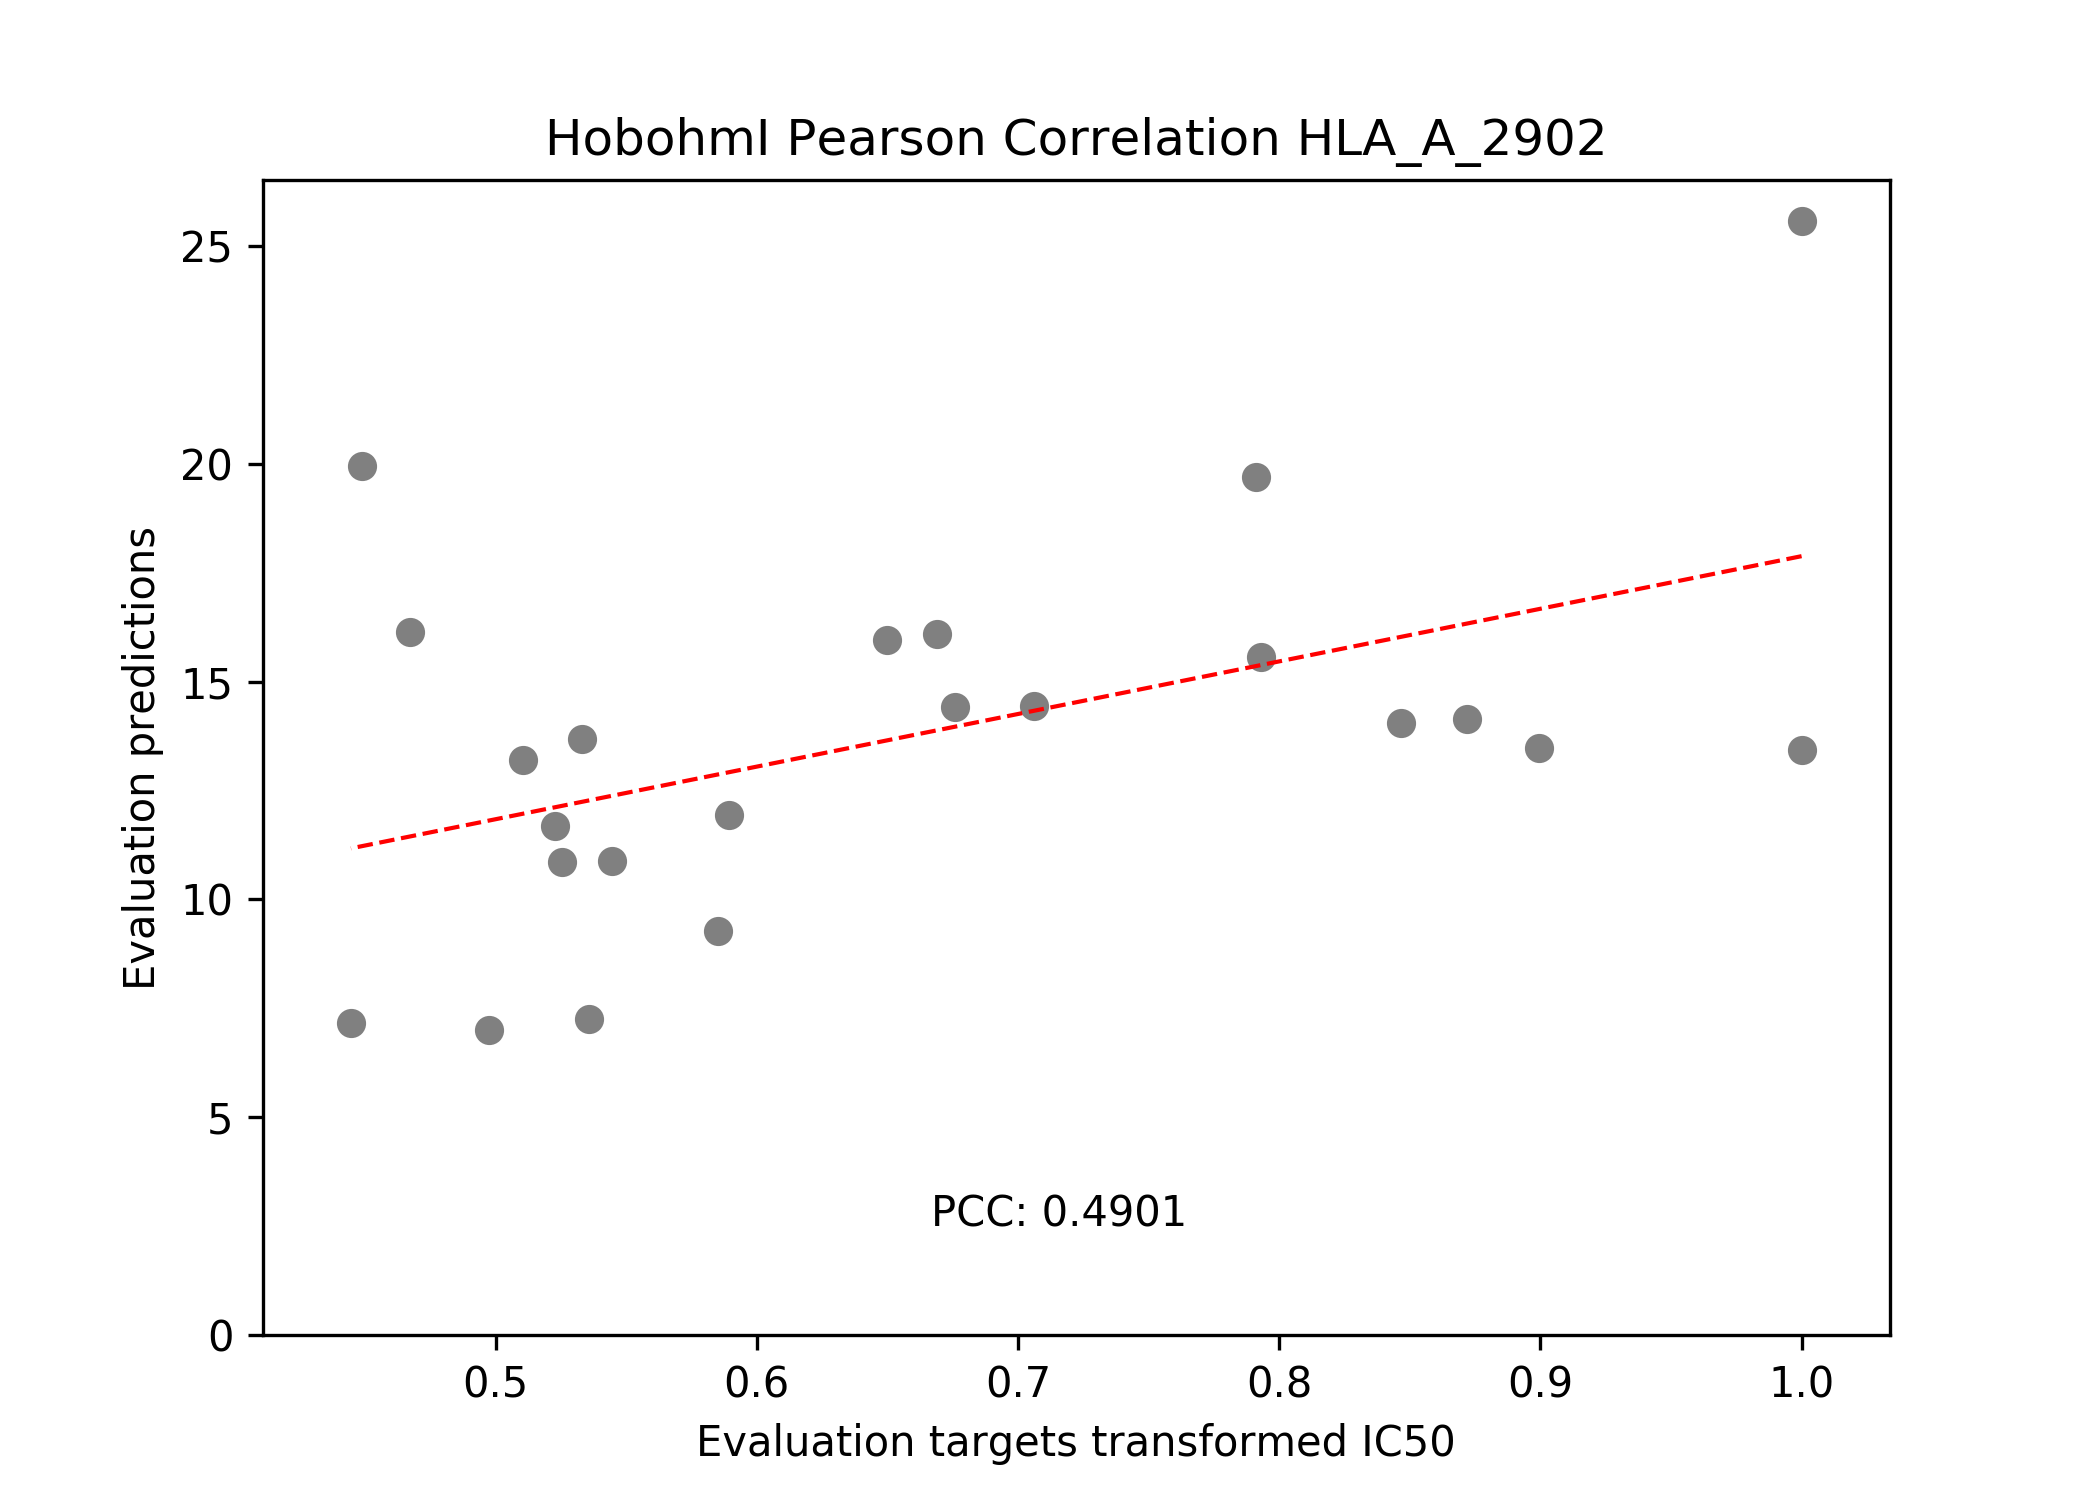 HobohmI Pearson Correlation HLA_A_2902
25
20
15
10
5
0
Evaluation predictions
PCC: 0.4901
0.5 0.6 0.7 0.8 0.9 1.0
Evaluation targets transformed IC50